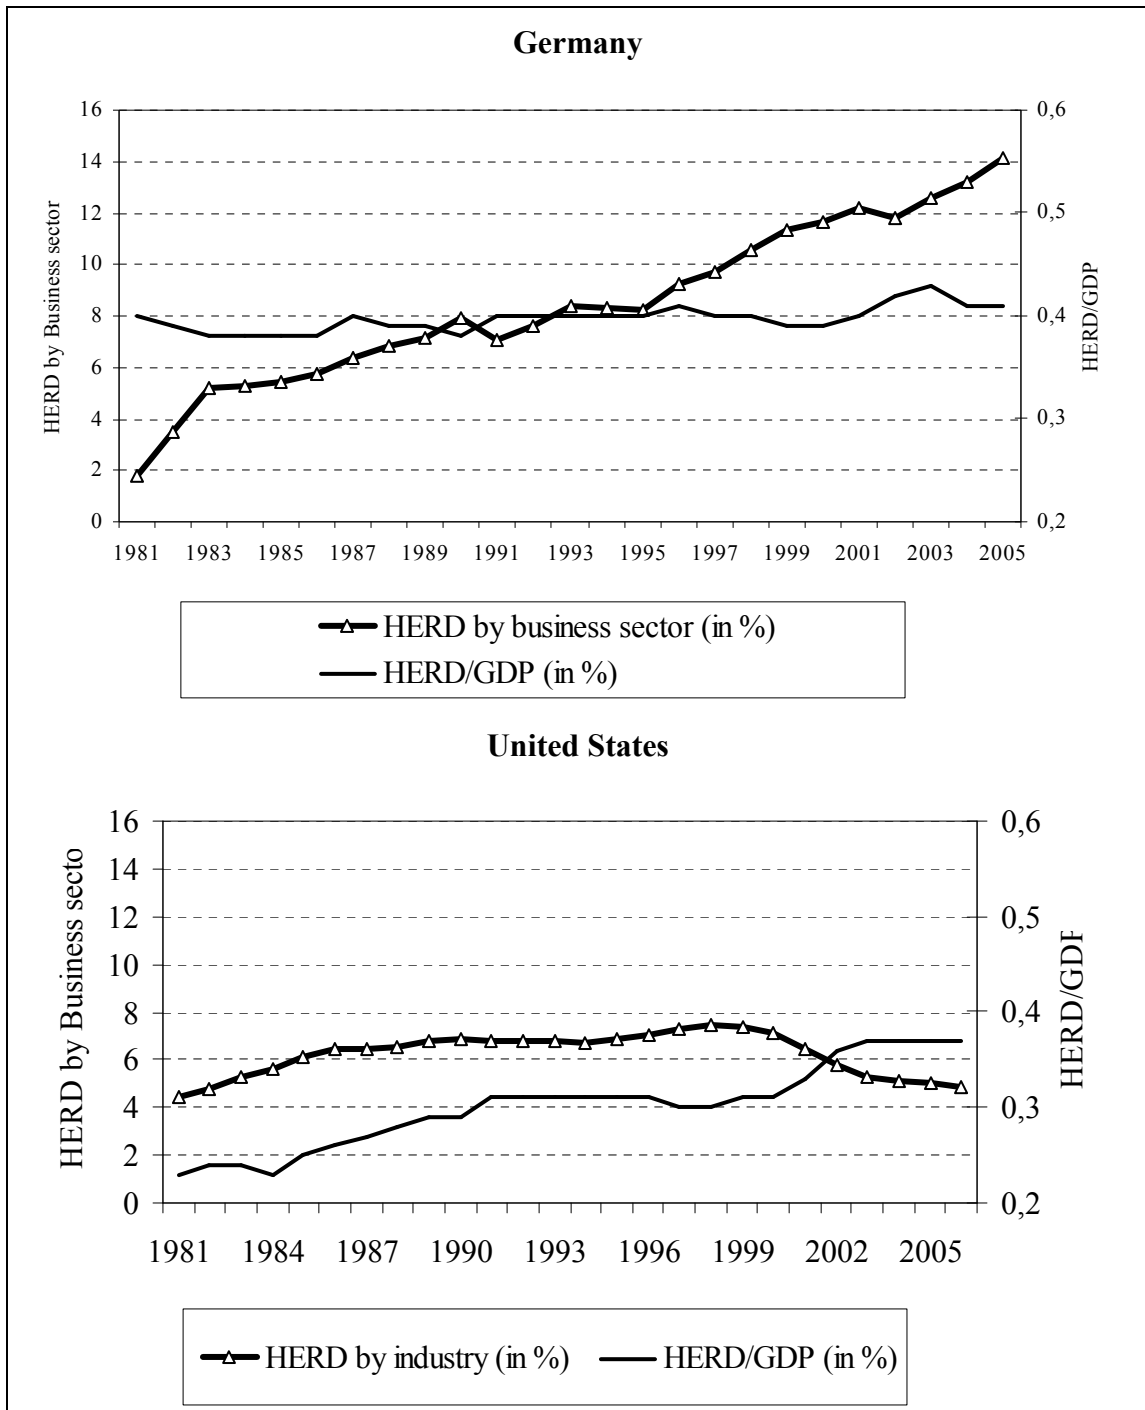 Germany
16
14
12
10
8
6
4
2
0
HERD by Business sector
0,6
0,5
0,4
0,3
0,2
HERD/GDP
1981 1983 1985 1987 1989 1991 1993 1995 1997 1999 2001 2003 2005
HERD by business sector (in %)
HERD/GDP (in %)
United States
16
14
12
10
8
6
4
2
0
HERD by Business secto
0,6
0,5
0,4
0,3
0,2
HERD/GDP
1981 1984 1987 1990 1993 1996 1999 2002 2005
HERD by industry (in %) HERD/GDP (in %)